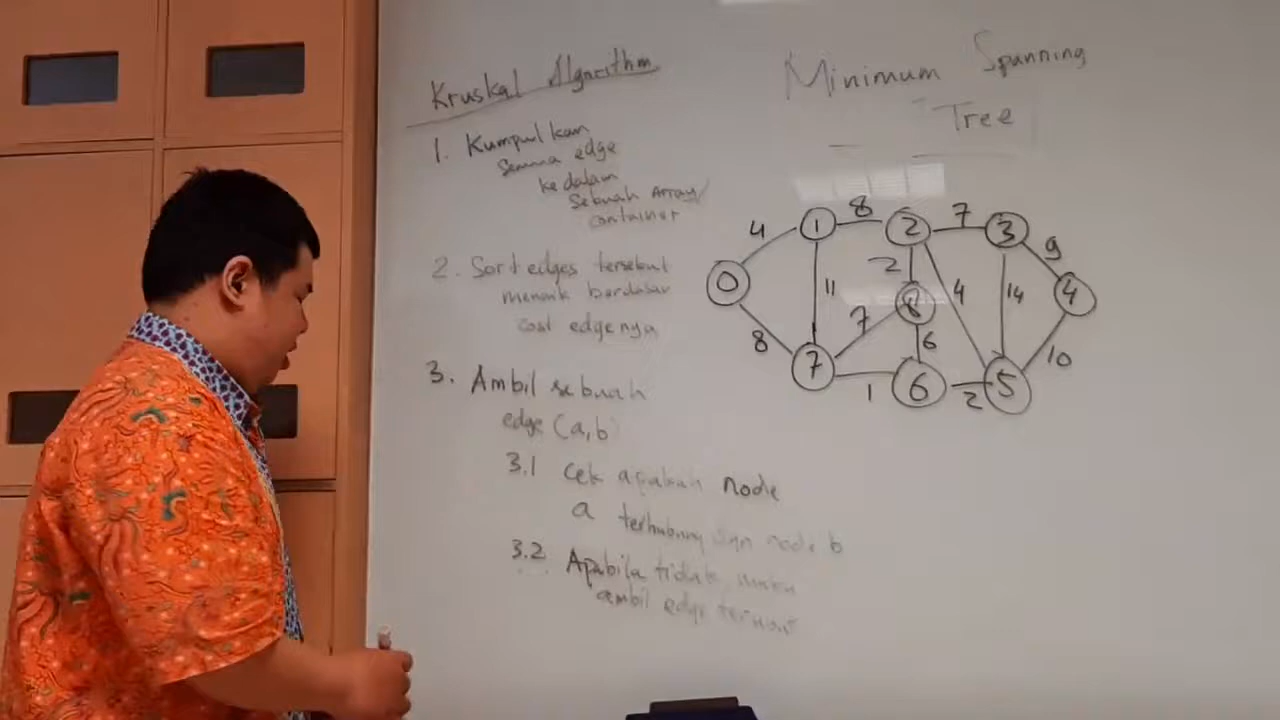 Kruskal Algorithm
1. Kumpulkan
semua edge
ke dalam
sebuah Array/
container
2. Sort edges tersebut
menaik berdasar
cost edgenya
3. Ambil sebuah
edge (a,b)
3.1 Cek apakah node
a terhubung dgn node b
3.2 Apabila tidak, maka
ambil edge tersebut
Minimum Spanning
Tree
4 1 8 2 7 3 9
0 11 2 8 4 14 4
8 7 7 6 10
1 6 2 5